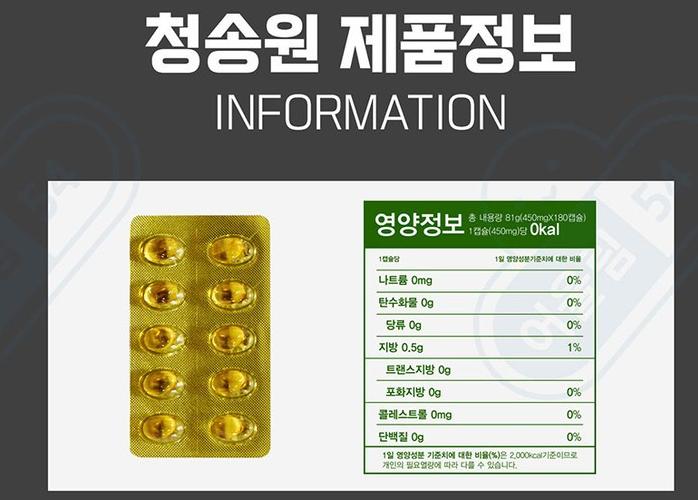 청송원 제품정보
INFORMATION
영양정보 총 내용량 81g(450mgX180캡슐)
1캡슐(450mg)당 0kal
1캡슐당 1일 영양성분기준치에 대한 비율
나트륨 0mg 0%
탄수화물 0g 0%
당류 0g 0%
지방 0.5g 1%
트랜스지방 0g
포화지방 0g 0%
콜레스트롤 0mg 0%
단백질 0g 0%
1일 영양성분 기준치에 대한 비율(%)은 2,000kcal기준이므로
개인의 필요열량에 따라 다를 수 있습니다.
54
어울림
54